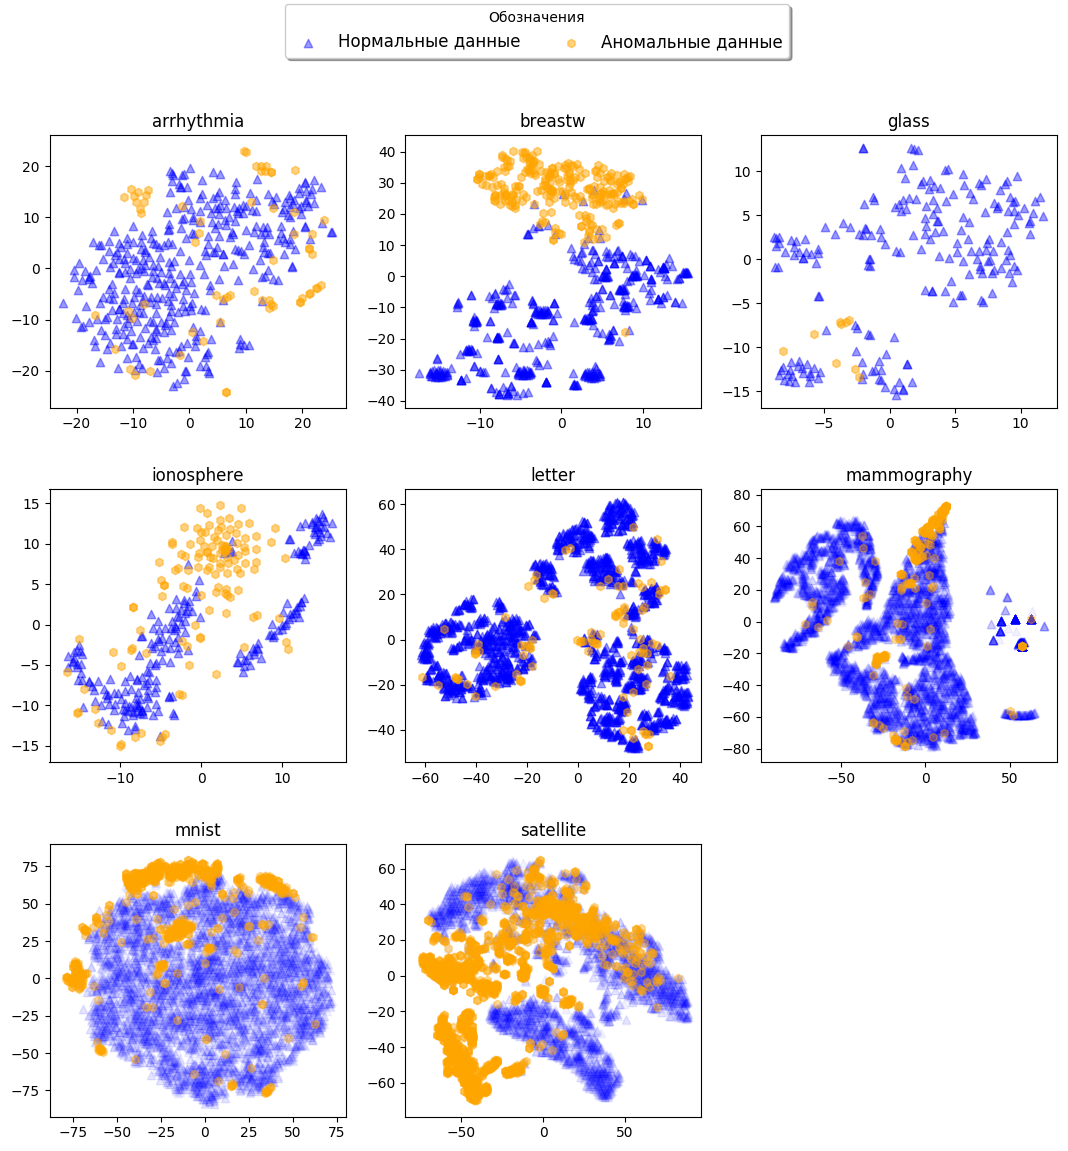 Обозначения
Нормальные данные Аномальные данные
arrhythmia breastw glass
20 10 0 −10 −20
−20 −10 0 10 20
40 30 20 10 0 −10 −20 −30 −40
−10 0 10
10 5 0 −5 −10 −15
−5 0 5 10
ionosphere letter mammography
15 10 5 0 −5 −10 −15
−10 0 10
60 40 20 0 −20 −40
−60 −40 −20 0 20 40
80 60 40 20 0 −20 −40 −60 −80
−50 0 50
mnist satellite
75 50 25 0 −25 −50 −75
−75 −50 −25 0 25 50 75
60 40 20 0 −20 −40 −60
−50 0 50